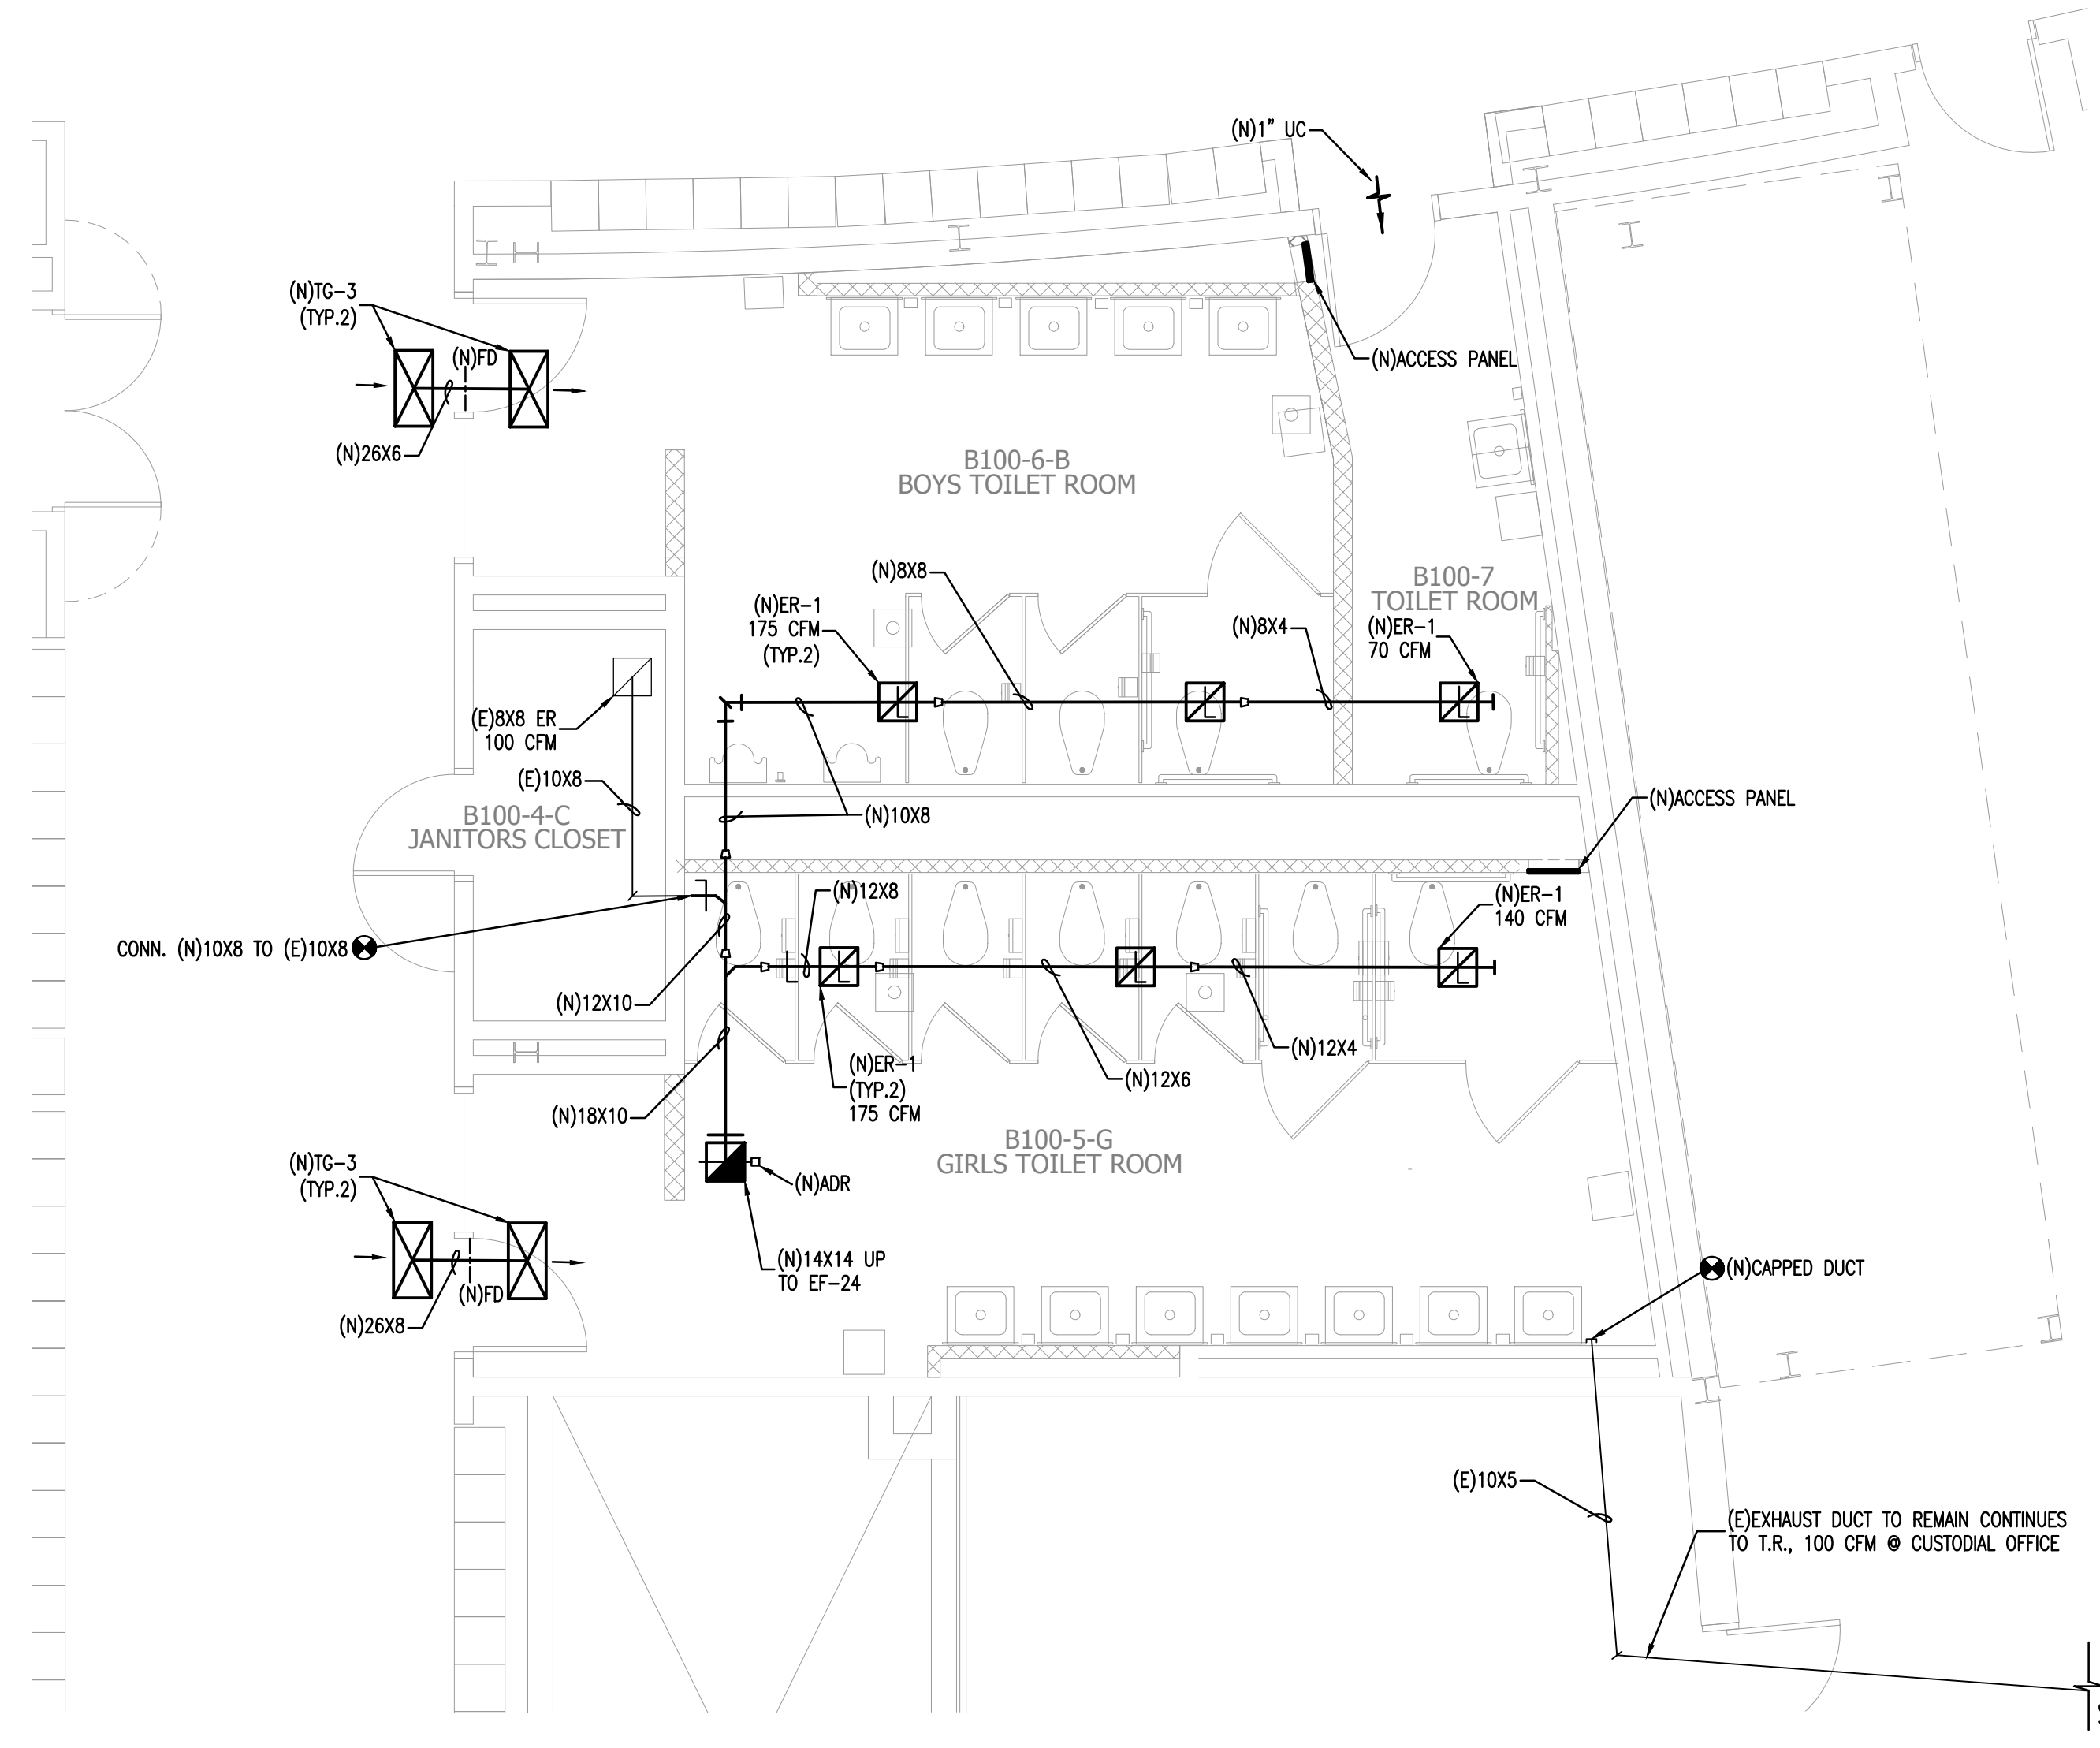 (N)1" UC
(N)TG-3
(TYP.2)
(N)FD
(N)26X6
(N)ACCESS PANEL
B100-6-B
BOYS TOILET ROOM
(N)8X8
B100-7
TOILET ROOM
(N)ER-1
175 CFM
(TYP.2)
(N)8X4
(N)ER-1
70 CFM
(E)8X8 ER
100 CFM
(E)10X8
B100-4-C
JANITORS CLOSET
(N)10X8
(N)ACCESS PANEL
(N)12X8
(N)ER-1
140 CFM
CONN. (N)10X8 TO (E)10X8
(N)12X10
(N)12X4
(N)ER-1
(TYP.2)
175 CFM
(N)12X6
(N)18X10
B100-5-G
GIRLS TOILET ROOM
(N)TG-3
(TYP.2)
(N)ADR
(N)14X14 UP
TO EF-24
(N)CAPPED DUCT
(N)FD
(N)26X8
(E)10X5
(E)EXHAUST DUCT TO REMAIN CONTINUES
TO T.R., 100 CFM @ CUSTODIAL OFFICE